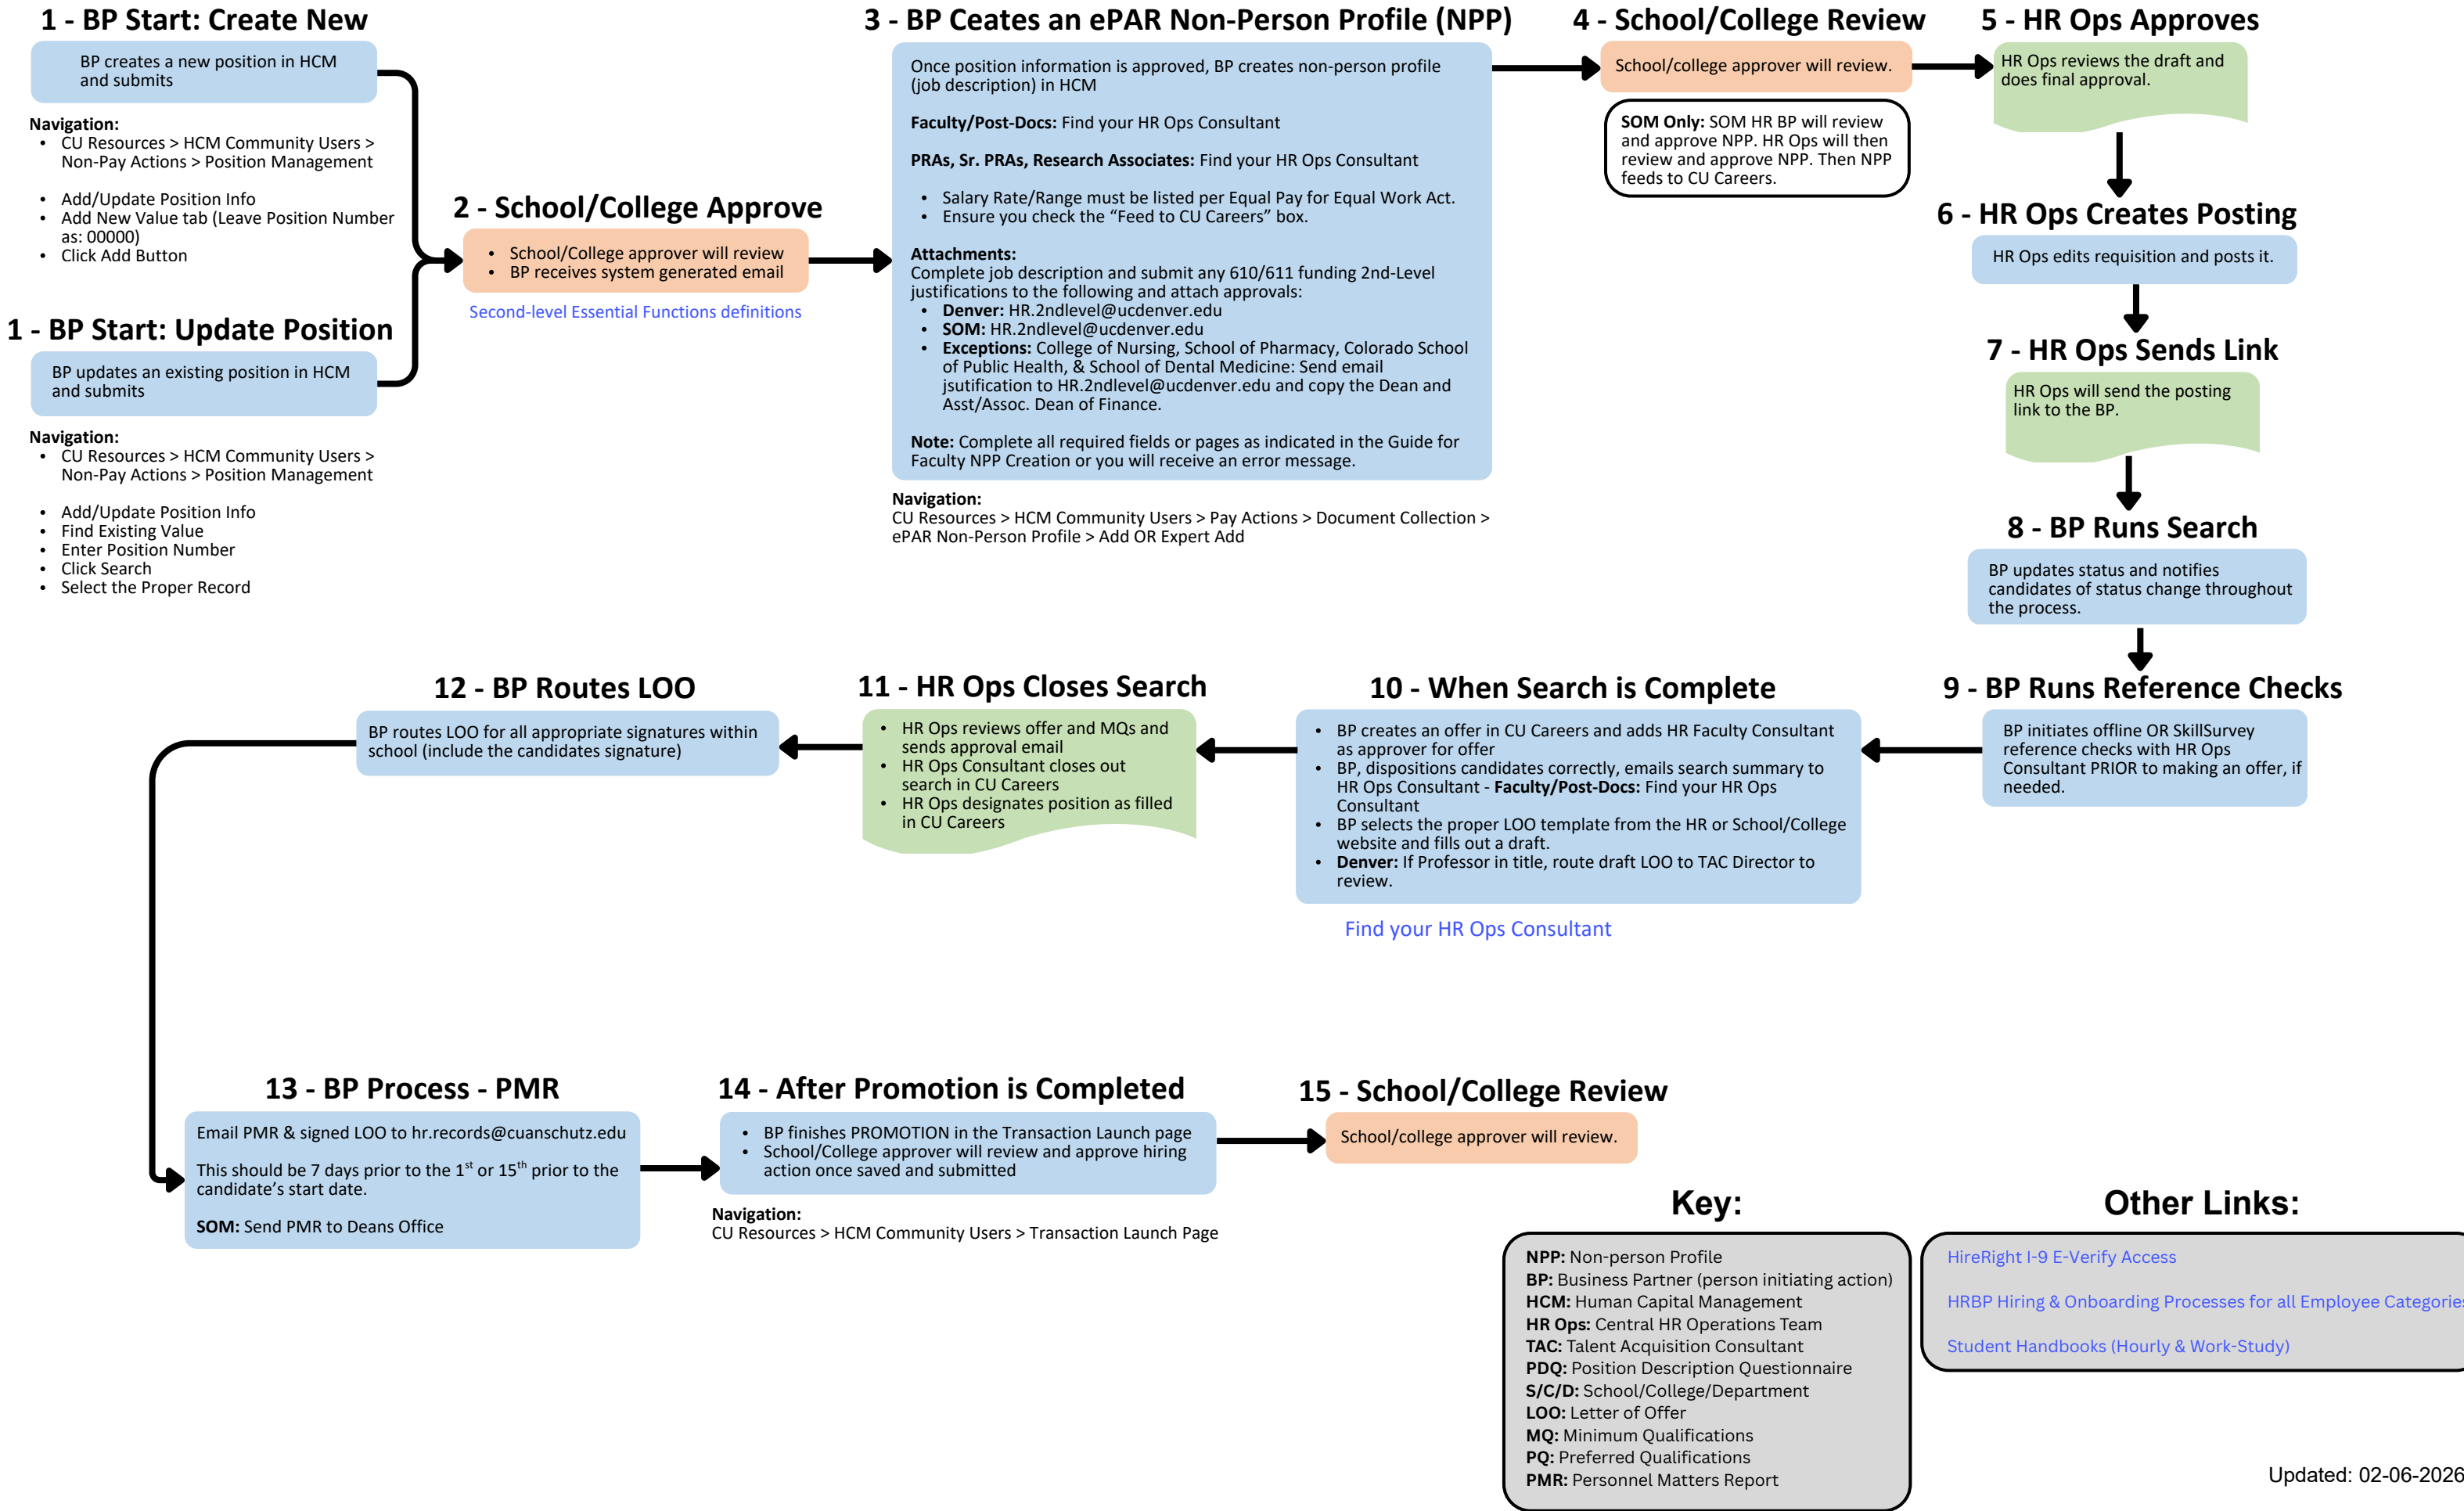 1 - BP Start: Create New
BP creates a new position in HCM
and submits
Navigation:
• CU Resources > HCM Community Users >
Non-Pay Actions > Position Management
• Add/Update Position Info
• Add New Value tab (Leave Position Number
as: 00000)
• Click Add Button
1 - BP Start: Update Position
BP updates an existing position in HCM
and submits
Navigation:
• CU Resources > HCM Community Users >
Non-Pay Actions > Position Management
• Add/Update Position Info
• Find Existing Value
• Enter Position Number
• Click Search
• Select the Proper Record
2 - School/College Approve
• School/College approver will review
• BP receives system generated email
Second-level Essential Functions definitions
3 - BP Ceates an ePAR Non-Person Profile (NPP)
Once position information is approved, BP creates non-person profile
(job description) in HCM
Faculty/Post-Docs: Find your HR Ops Consultant
PRAs, Sr. PRAs, Research Associates: Find your HR Ops Consultant
• Salary Rate/Range must be listed per Equal Pay for Equal Work Act.
• Ensure you check the “Feed to CU Careers” box.
Attachments:
Complete job description and submit any 610/611 funding 2nd-Level
justifications to the following and attach approvals:
• Denver: HR.2ndlevel@ucdenver.edu
• SOM: HR.2ndlevel@ucdenver.edu
• Exceptions: College of Nursing, School of Pharmacy, Colorado School
of Public Health, & School of Dental Medicine: Send email
jsutification to HR.2ndlevel@ucdenver.edu and copy the Dean and
Asst/Assoc. Dean of Finance.
Note: Complete all required fields or pages as indicated in the Guide for
Faculty NPP Creation or you will receive an error message.
Navigation:
CU Resources > HCM Community Users > Pay Actions > Document Collection >
ePAR Non-Person Profile > Add OR Expert Add
4 - School/College Review
School/college approver will review.
SOM Only: SOM HR BP will review
and approve NPP. HR Ops will then
review and approve NPP. Then NPP
feeds to CU Careers.
5 - HR Ops Approves
HR Ops reviews the draft and
does final approval.
6 - HR Ops Creates Posting
HR Ops edits requisition and posts it.
7 - HR Ops Sends Link
HR Ops will send the posting
link to the BP.
8 - BP Runs Search
BP updates status and notifies
candidates of status change throughout
the process.
9 - BP Runs Reference Checks
BP initiates offline OR SkillSurvey
reference checks with HR Ops
Consultant PRIOR to making an offer, if
needed.
10 - When Search is Complete
• BP creates an offer in CU Careers and adds HR Faculty Consultant
as approver for offer
• BP, dispositions candidates correctly, emails search summary to
HR Ops Consultant - Faculty/Post-Docs: Find your HR Ops
Consultant
• BP selects the proper LOO template from the HR or School/College
website and fills out a draft.
• Denver: If Professor in title, route draft LOO to TAC Director to
review.
Find your HR Ops Consultant
11 - HR Ops Closes Search
• HR Ops reviews offer and MQs and
sends approval email
• HR Ops Consultant closes out
search in CU Careers
• HR Ops designates position as filled
in CU Careers
12 - BP Routes LOO
BP routes LOO for all appropriate signatures within
school (include the candidates signature)
13 - BP Process - PMR
Email PMR & signed LOO to hr.records@cuanschutz.edu
This should be 7 days prior to the 1st or 15th prior to the
candidate’s start date.
SOM: Send PMR to Deans Office
14 - After Promotion is Completed
• BP finishes PROMOTION in the Transaction Launch page
• School/College approver will review and approve hiring
action once saved and submitted
Navigation:
CU Resources > HCM Community Users > Transaction Launch Page
15 - School/College Review
School/college approver will review.
Key:
NPP: Non-person Profile
BP: Business Partner (person initiating action)
HCM: Human Capital Management
HR Ops: Central HR Operations Team
TAC: Talent Acquisition Consultant
PDQ: Position Description Questionnaire
S/C/D: School/College/Department
LOO: Letter of Offer
MQ: Minimum Qualifications
PQ: Preferred Qualifications
PMR: Personnel Matters Report
Other Links:
HireRight I-9 E-Verify Access
HRBP Hiring & Onboarding Processes for all Employee Categories
Student Handbooks (Hourly & Work-Study)
Updated: 02-06-2026